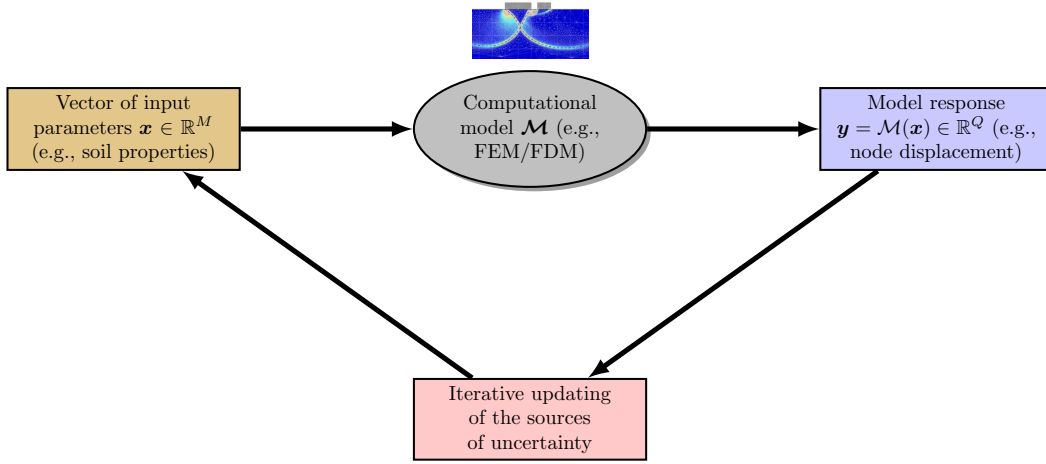 Vector of input
parameters 𝒙 ∈ ℝ^M
(e.g., soil properties)
Computational
model 𝓜 (e.g.,
FEM/FDM)
Model response
𝒚 = ℳ(𝒙) ∈ ℝ^Q (e.g.,
node displacement)
Iterative updating
of the sources
of uncertainty